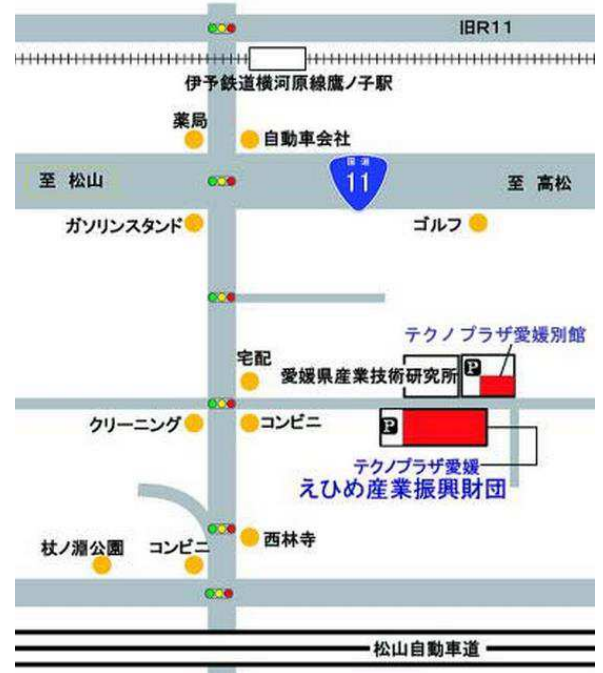 旧R11
伊予鉄道横河原線鷹ノ子駅
薬局
自動車会社
至 松山
国道
11
至 高松
ガソリンスタンド
ゴルフ
テクノプラザ愛媛別館
宅配
愛媛県産業技術研究所
P
クリーニング
コンビニ
P
テクノプラザ愛媛
えひめ産業振興財団
杖ノ淵公園
コンビニ
西林寺
松山自動車道